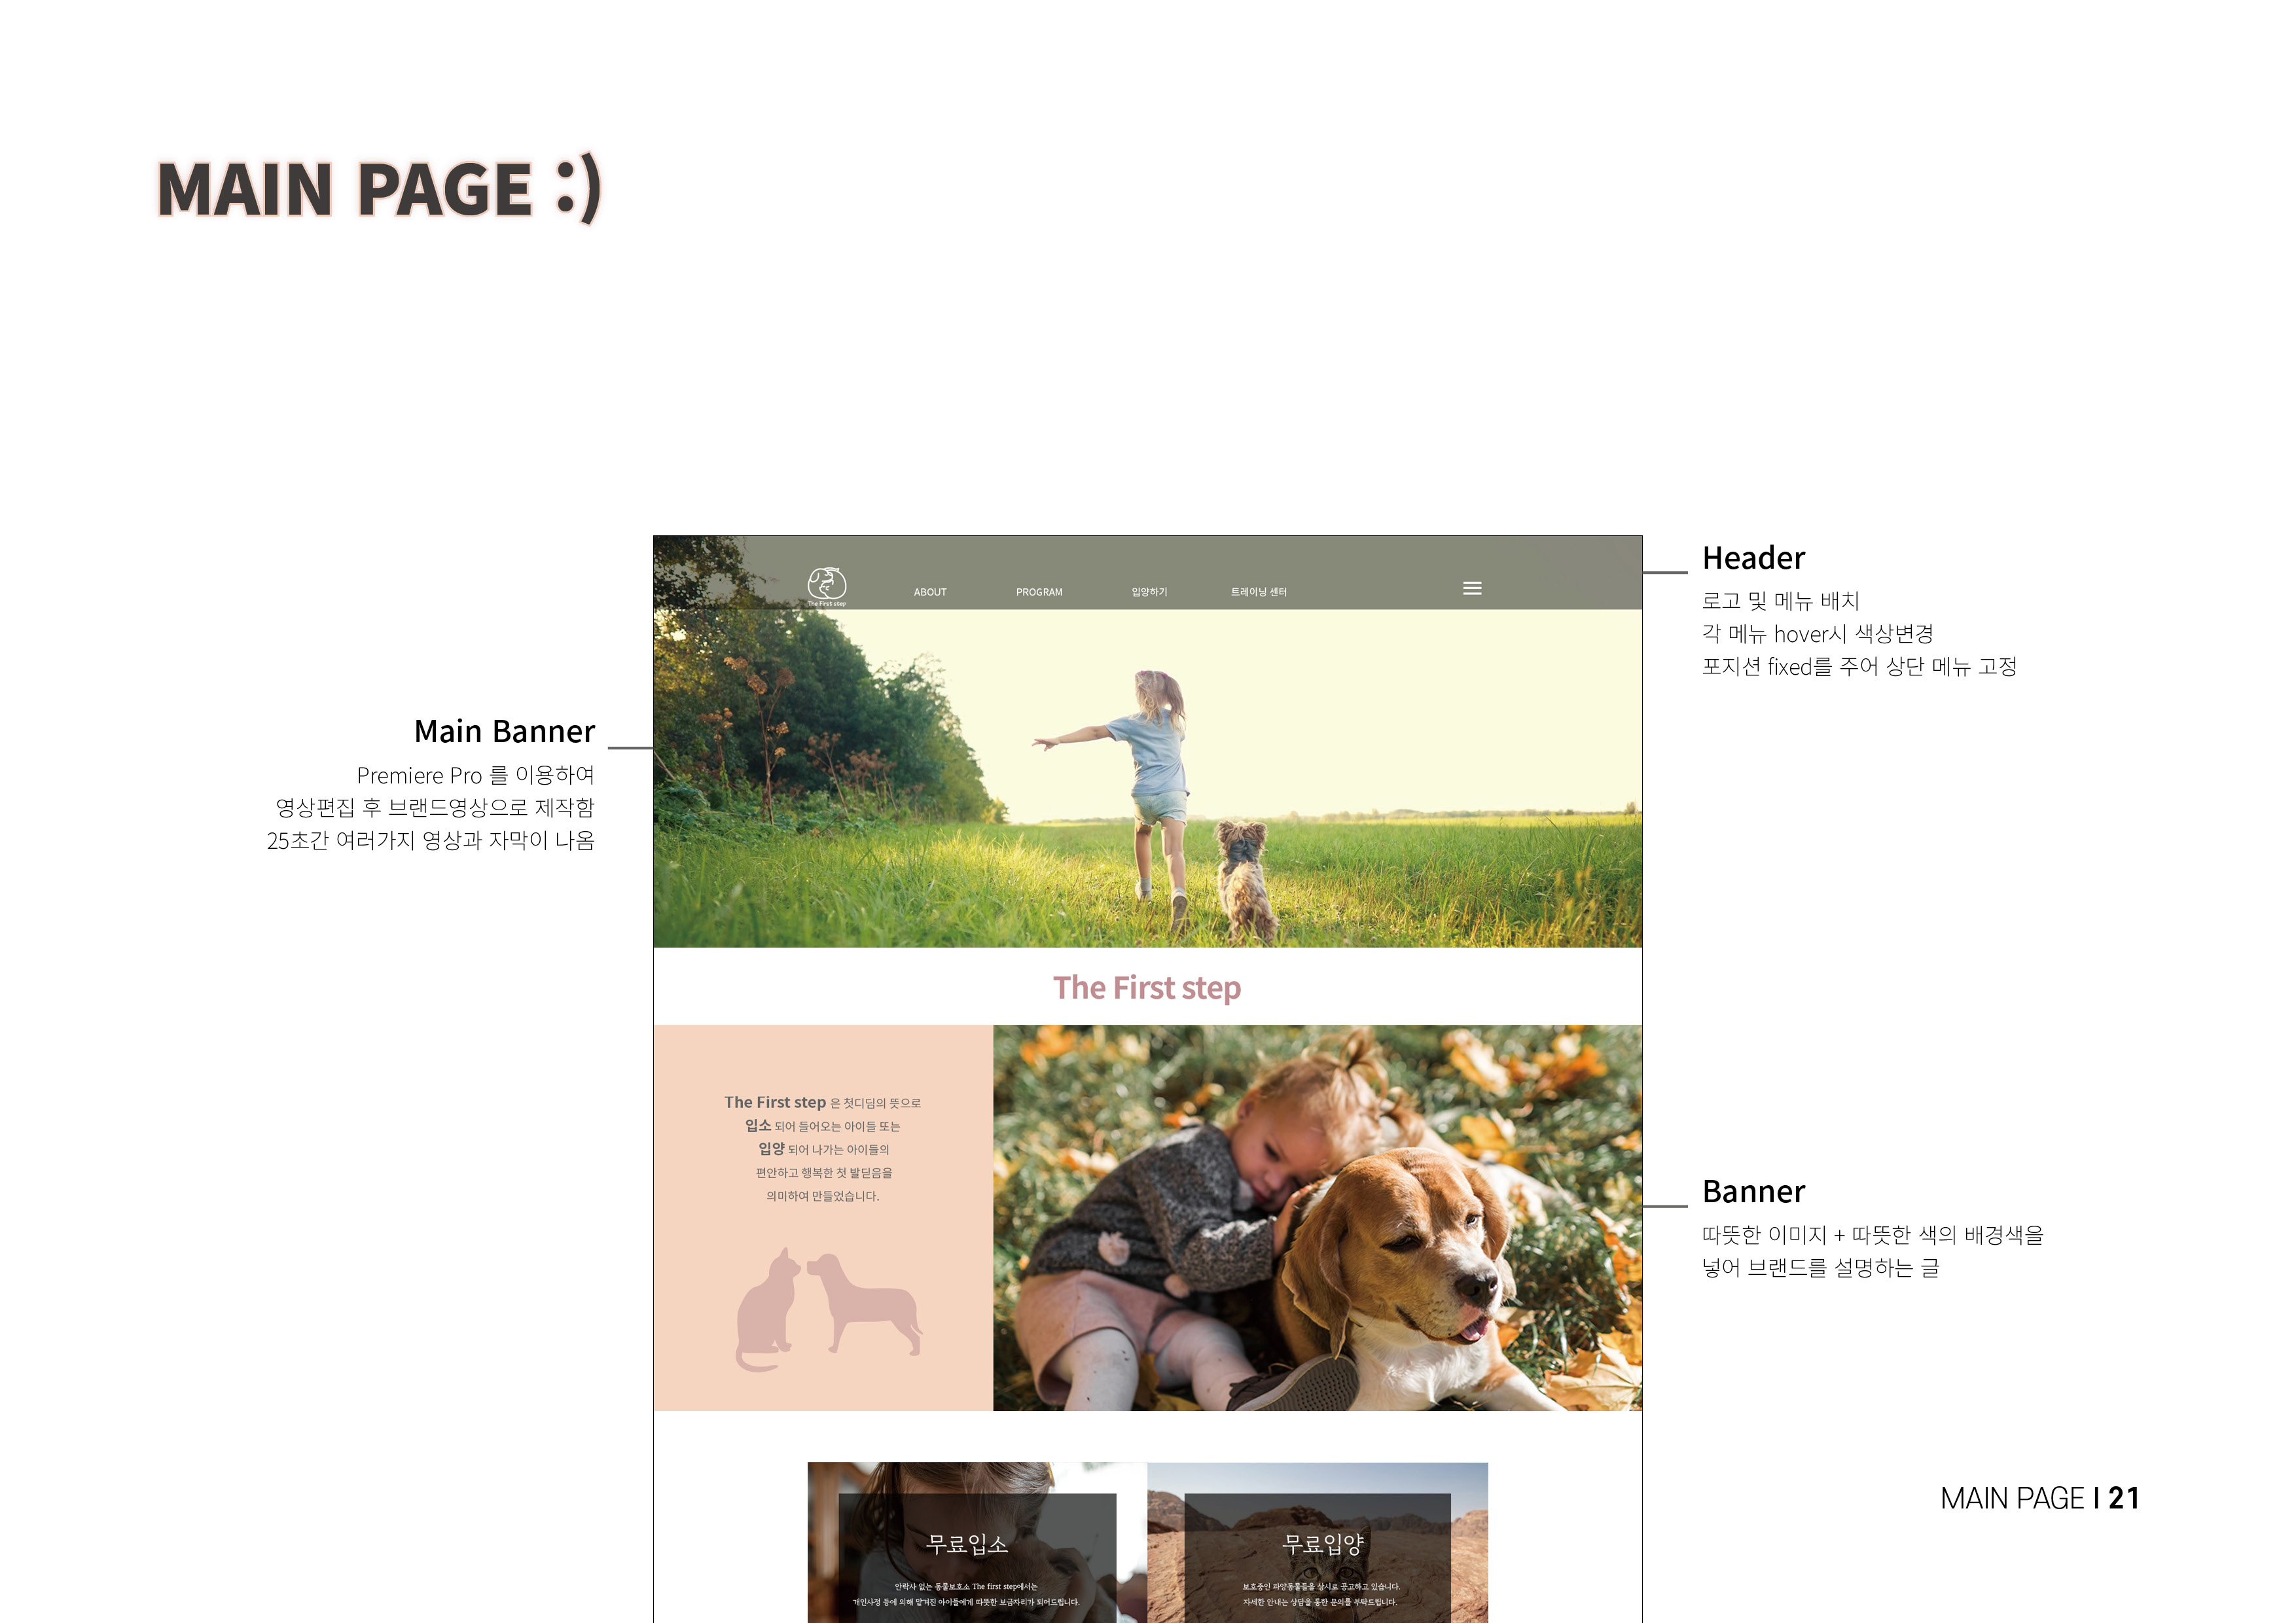 MAIN PAGE :)
Header
로고 및 메뉴 배치
각 메뉴 hover시 색상변경
포지션 fixed를 주어 상단 메뉴 고정
The First step
ABOUT
PROGRAM
입양하기
트레이닝 센터
Main Banner
Premiere Pro 를 이용하여
영상편집 후 브랜드영상으로 제작함
25초간 여러가지 영상과 자막이 나옴
The First step
The First step 은 첫디딤의 뜻으로
입소 되어 들어오는 아이들 또는
입양 되어 나가는 아이들의
편안하고 행복한 첫 발딛음을
의미하여 만들었습니다.
Banner
따뜻한 이미지 + 따뜻한 색의 배경색을
넣어 브랜드를 설명하는 글
무료입소
안락사 없는 동물보호소 The first step에서는
개인사정 등에 의해 맡겨진 아이들에게 따뜻한 보금자리가 되어드립니다.
무료입양
보호중인 파양동물들을 상시로 공고하고 있습니다.
자세한 안내는 상담을 통한 문의를 부탁드립니다.
MAIN PAGE I 21